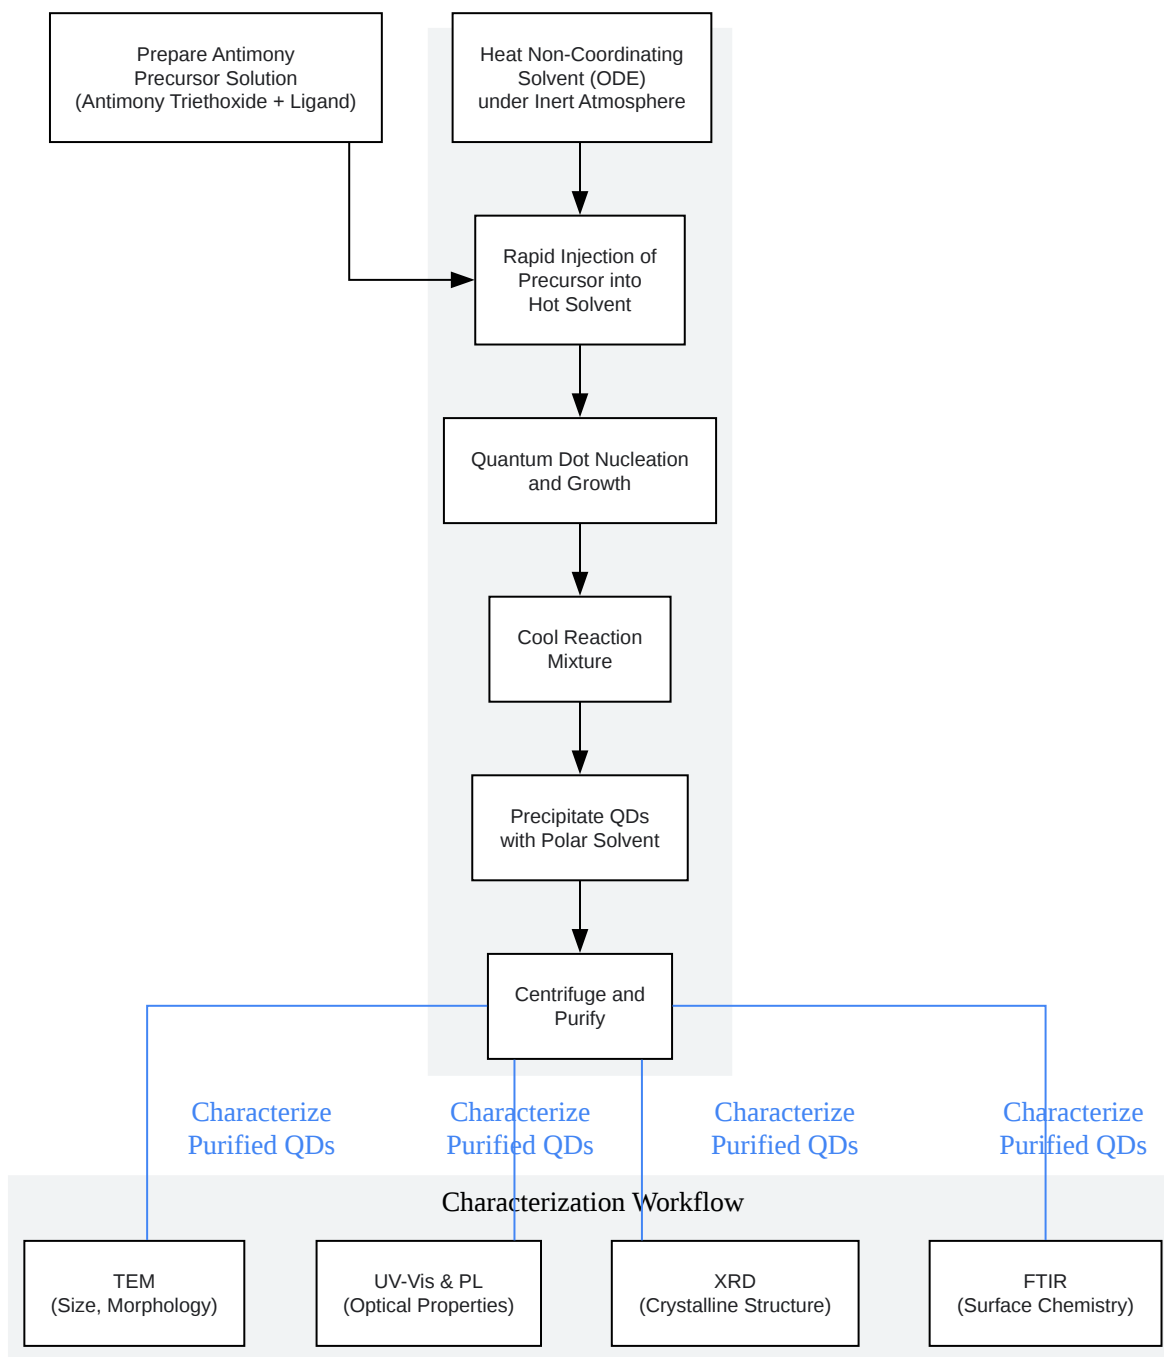 Prepare Antimony
Precursor Solution
(Antimony Triethoxide + Ligand)
Heat Non-Coordinating
Solvent (ODE)
under Inert Atmosphere
Rapid Injection of
Precursor into
Hot Solvent
Quantum Dot Nucleation
and Growth
Cool Reaction
Mixture
Precipitate QDs
with Polar Solvent
Centrifuge and
Purify
Characterize
Purified QDs
Characterize
Purified QDs
Characterize
Purified QDs
Characterize
Purified QDs
Characterization Workflow
TEM
(Size, Morphology)
UV-Vis & PL
(Optical Properties)
XRD
(Crystalline Structure)
FTIR
(Surface Chemistry)